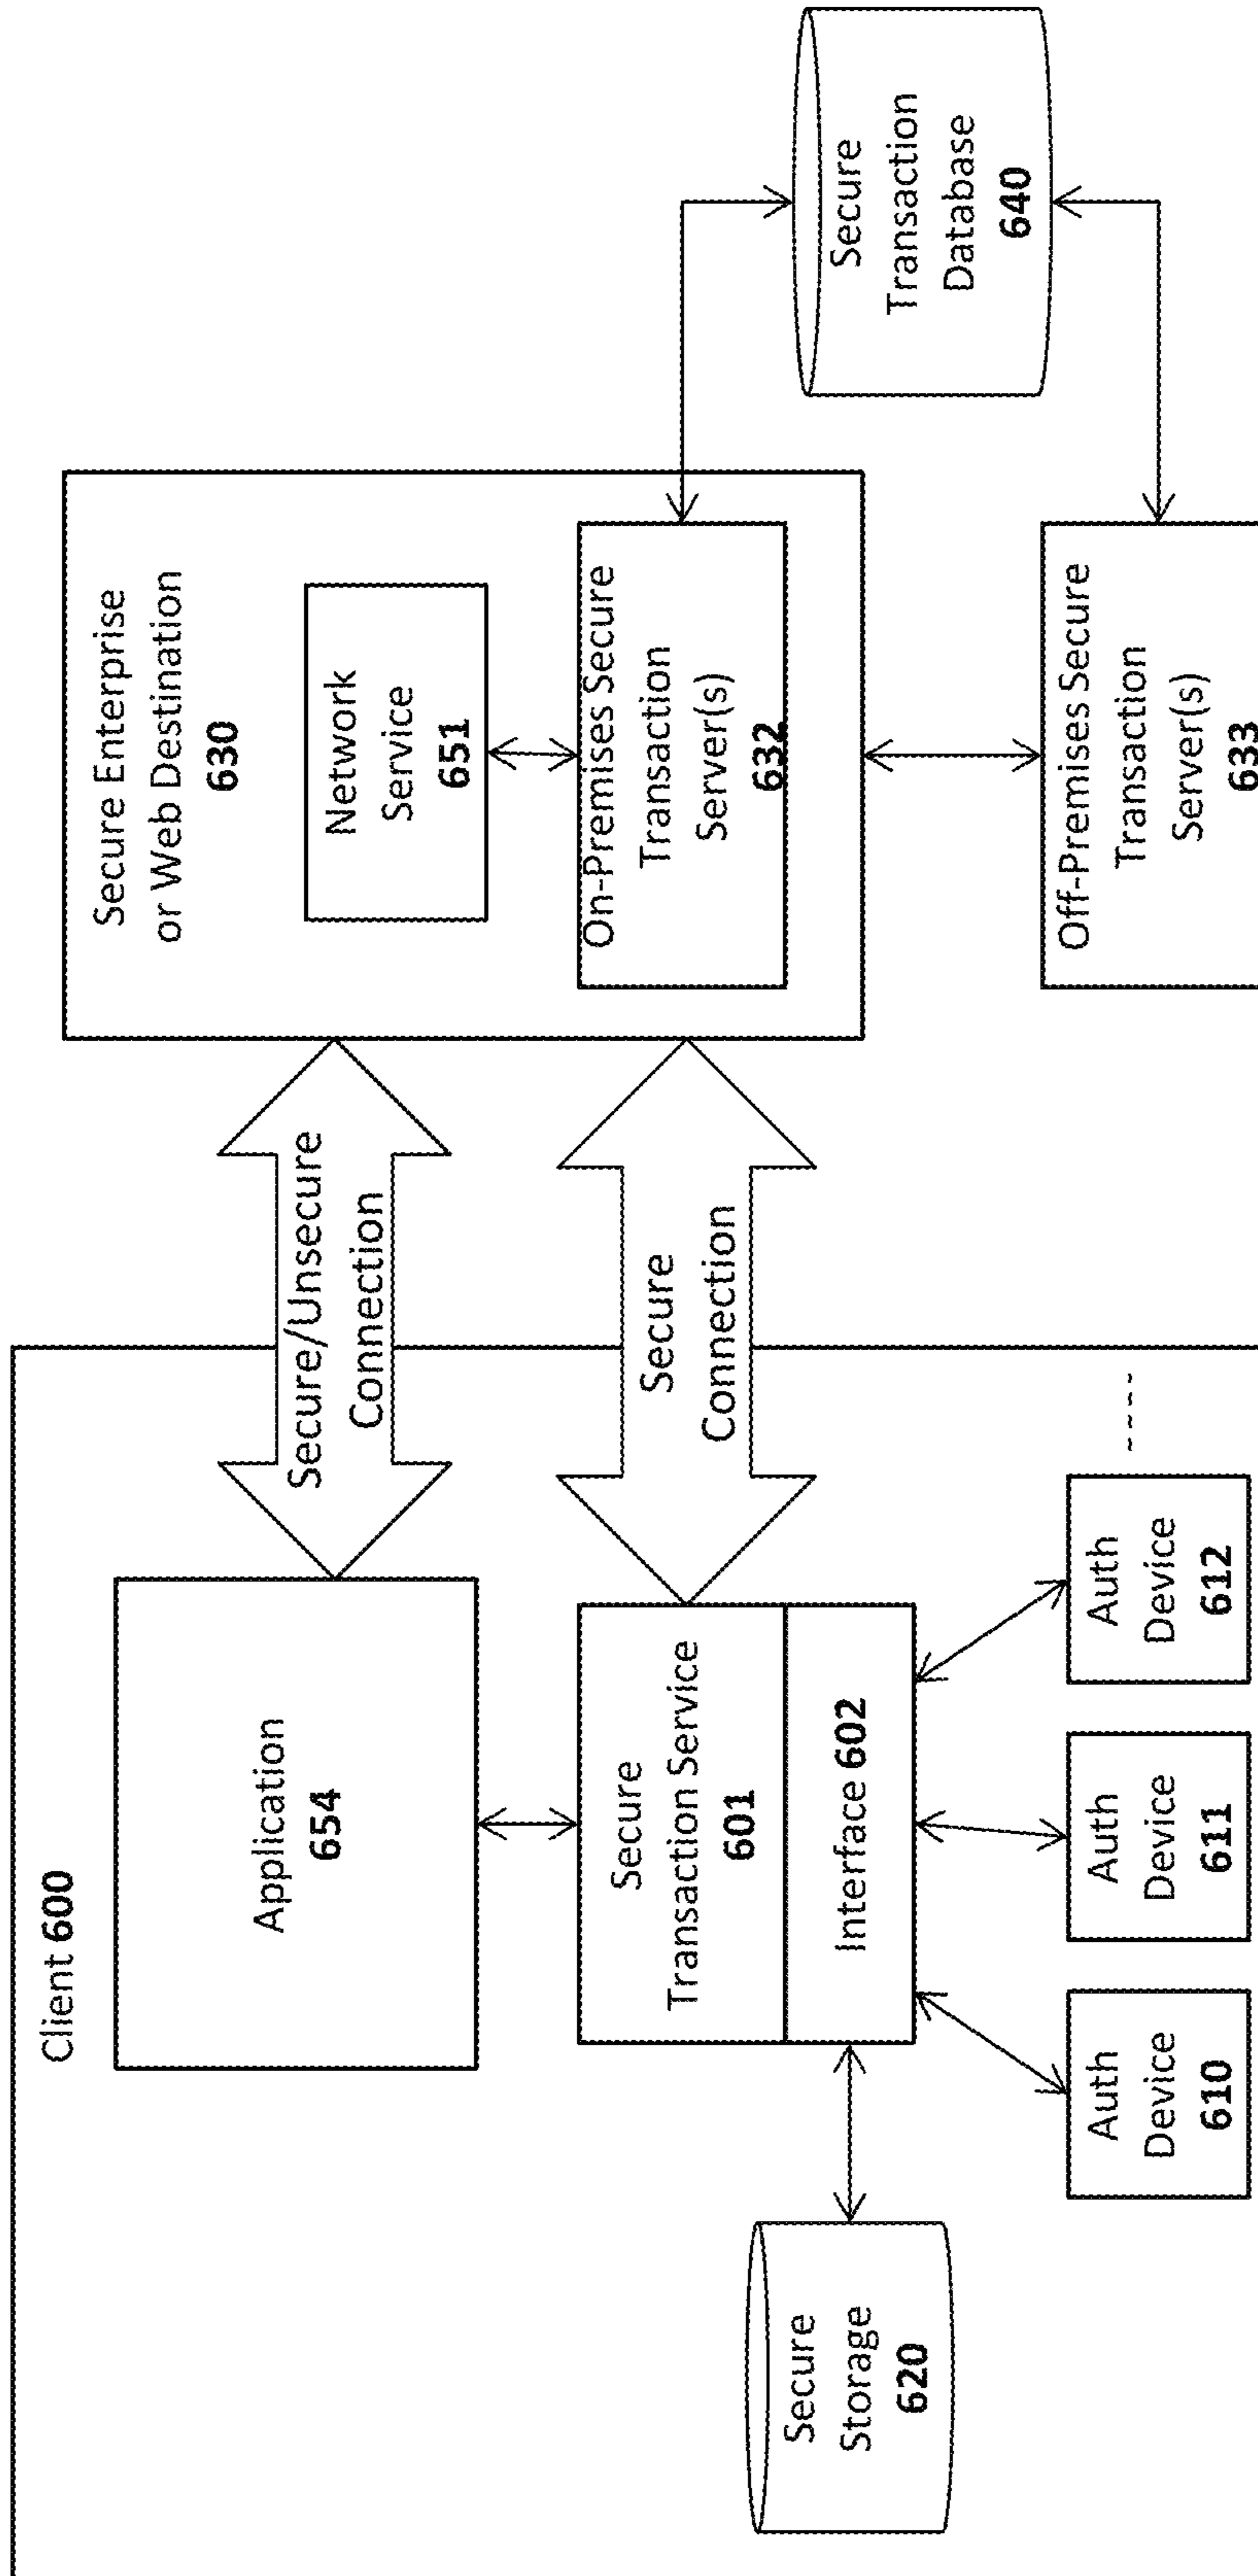 Client 600
Application
654
Secure
Transaction Service
601
Interface 602
Secure
Storage
620
Auth
Device
610
Auth
Device
611
Auth
Device
612
Secure/Unsecure
Connection
Secure
Connection
Secure Enterprise
or Web Destination
630
Network
Service
651
On-Premises Secure
Transaction
Server(s)
632
Off-Premises Secure
Transaction
Server(s)
633
Secure
Transaction
Database
640